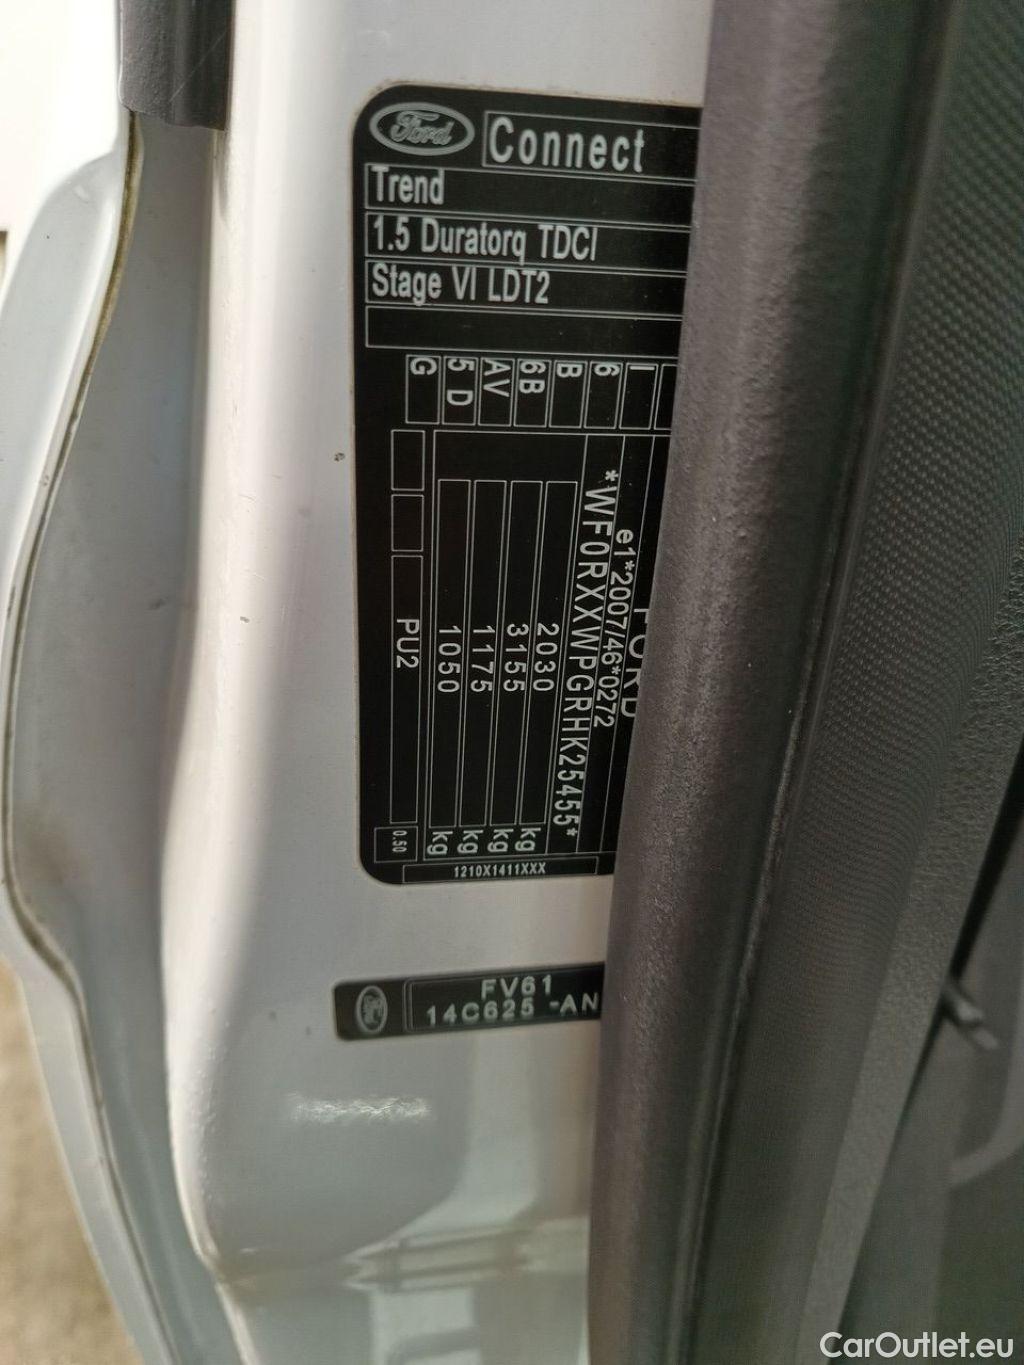 Ford
Connect
Trend
1.5 Duratorq TDCI
Stage VI LDT2
I
6
B
6B
AV
5 D
G
FORD
e1*2007/46*0272
*WF0RXXWPGRHK25455*
2030 kg
3155 kg
1175 kg
1050 kg
PU2
0.50
1210X1411XXX
Ford
FV61
14C625 -AN
CarOutlet.eu